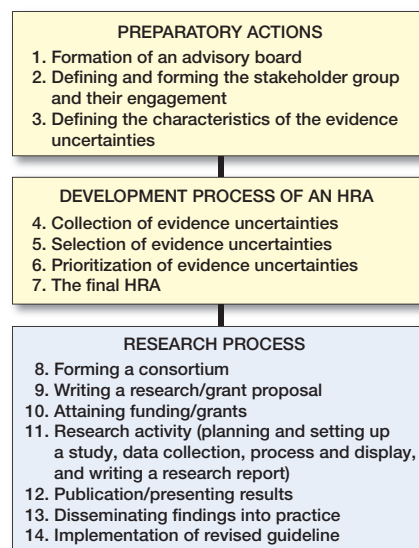 PREPARATORY ACTIONS
1. Formation of an advisory board
2. Defining and forming the stakeholder group
and their engagement
3. Defining the characteristics of the evidence
uncertainties
DEVELOPMENT PROCESS OF AN HRA
4. Collection of evidence uncertainties
5. Selection of evidence uncertainties
6. Prioritization of evidence uncertainties
7. The final HRA
RESEARCH PROCESS
8. Forming a consortium
9. Writing a research/grant proposal
10. Attaining funding/grants
11. Research activity (planning and setting up
a study, data collection, process and display,
and writing a research report)
12. Publication/presenting results
13. Disseminating findings into practice
14. Implementation of revised guideline